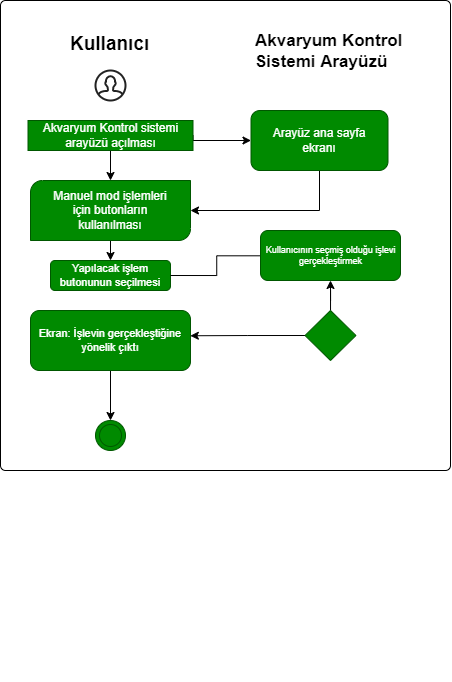 Kullanıcı
Akvaryum Kontrol
Sistemi Arayüzü
Akvaryum Kontrol sistemi
arayüzü açılması
Arayüz ana sayfa
ekranı
Manuel mod işlemleri
için butonların
kullanılması
Kullanıcının seçmiş olduğu işlevi
gerçekleştirmek
Yapılacak işlem
butonunun seçilmesi
Ekran: İşlevin gerçekleştiğine
yönelik çıktı